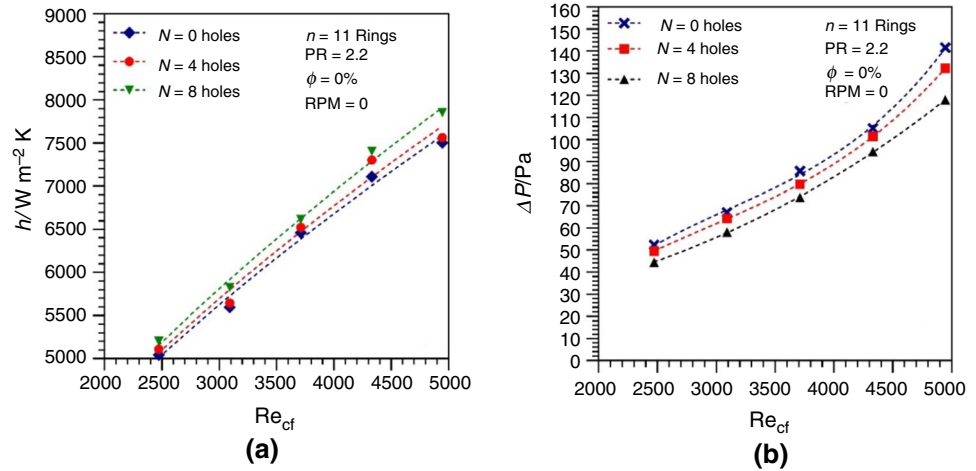 9000
8000
7500
7000
6500
6000
5000
2000
2500
3000
3500
4000
4500
5000
h/W m⁻² K
Re_cf
N = 0 holes
N = 4 holes
N = 8 holes
n = 11 Rings
PR = 2.2
ϕ = 0%
RPM = 0
(a)
160
150
140
130
120
110
160
100
90
80
60
70
50
40
30
20
10
0
2000
2500
3000
3500
4000
4500
5000
ΔP/Pa
Re_cf
N = 0 holes
N = 4 holes
N = 8 holes
n = 11 Rings
PR = 2.2
ϕ = 0%
RPM = 0
(b)